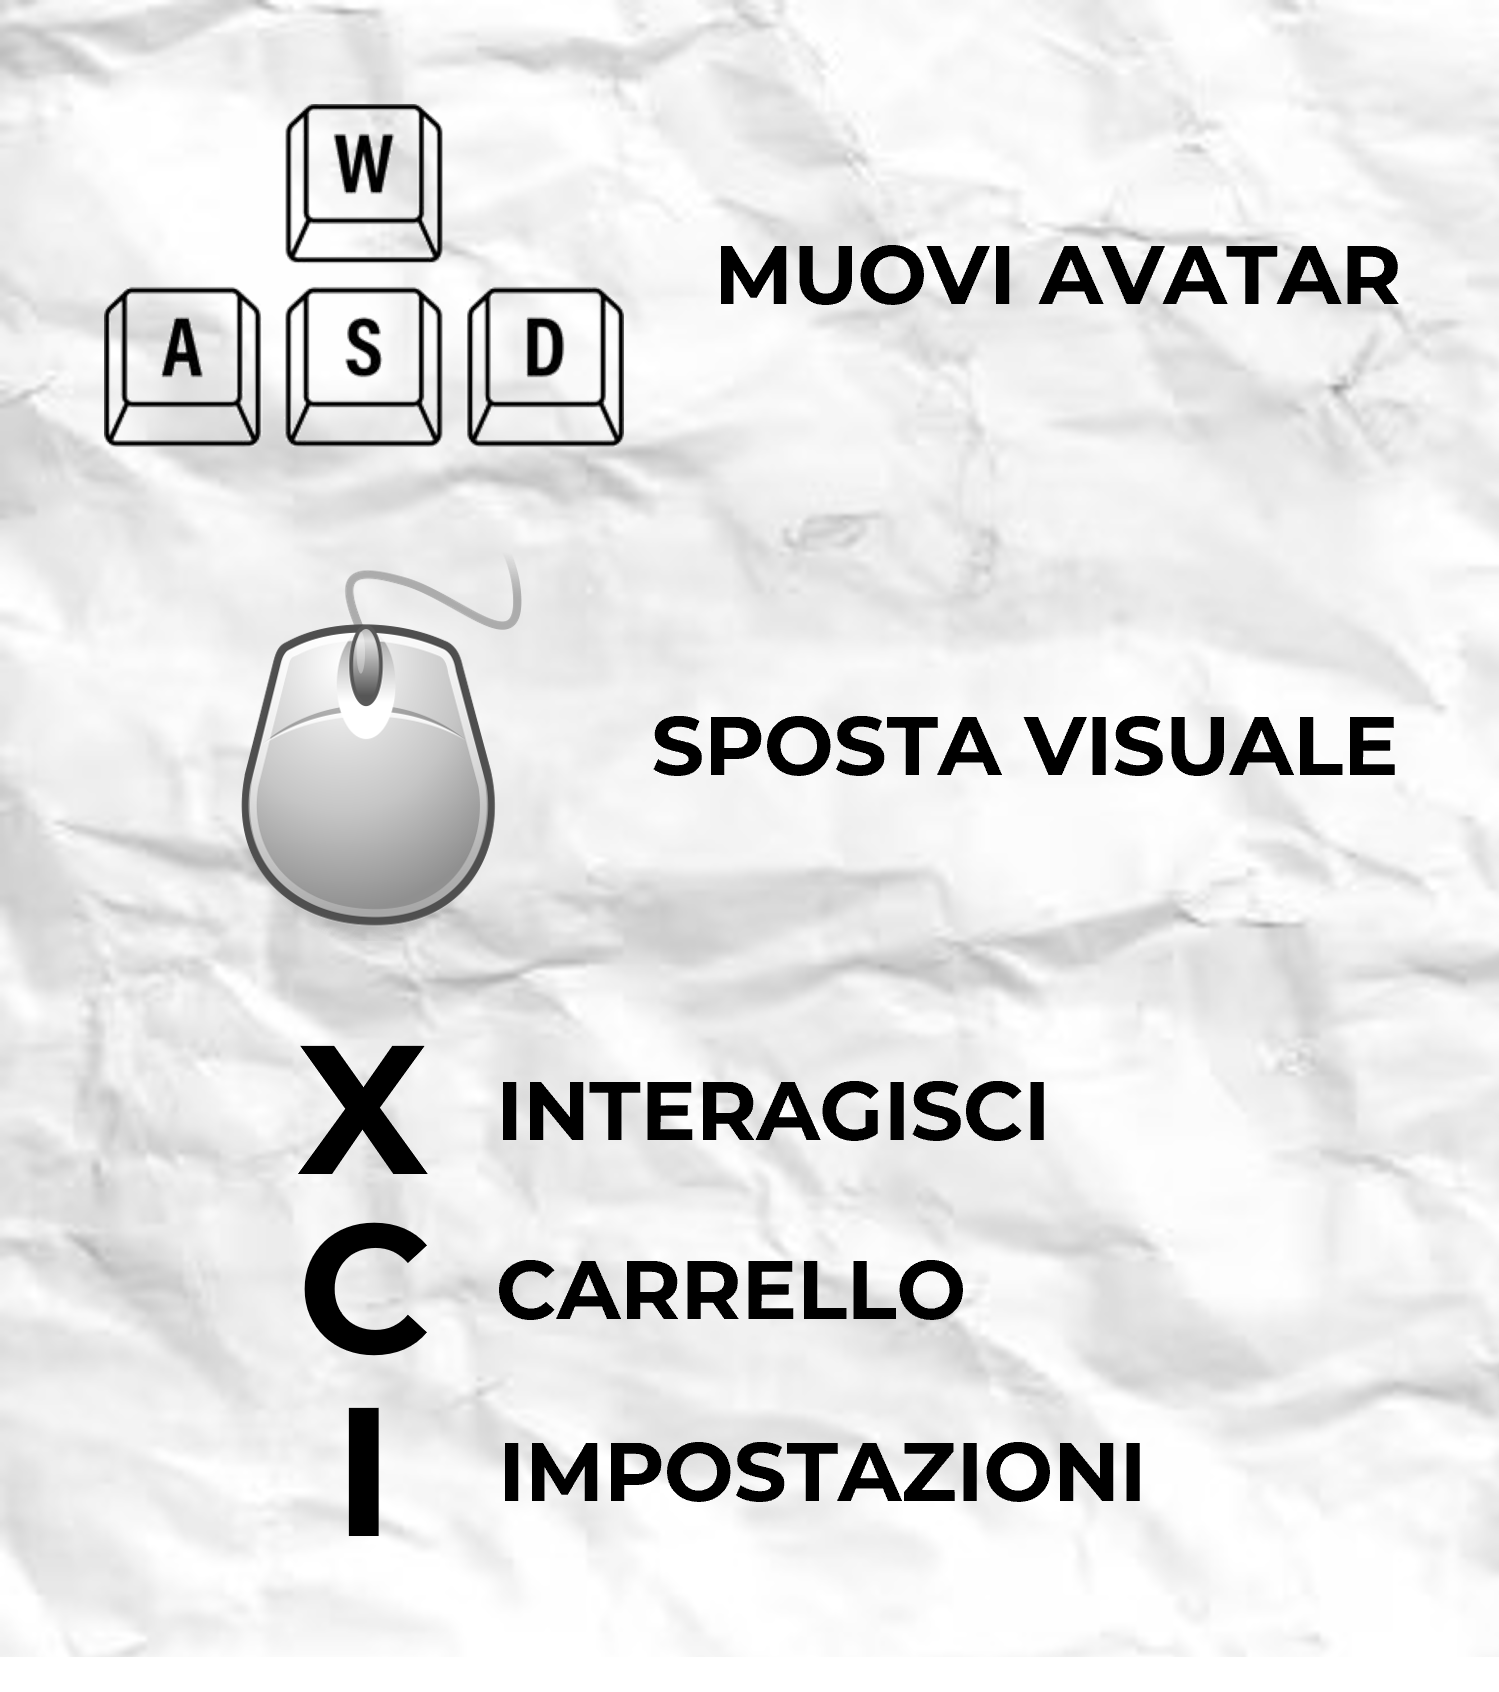 W
A S D
MUOVI AVATAR
SPOSTA VISUALE
X INTERAGISCI
C CARRELLO
I IMPOSTAZIONI